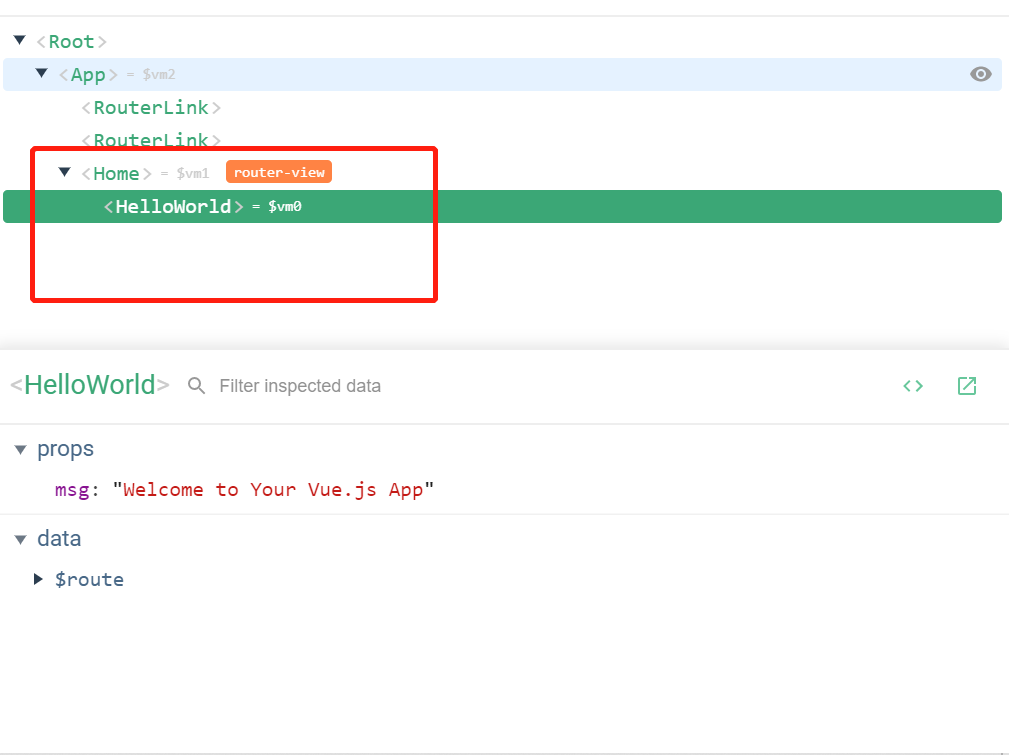 <Root>
<App> = $vm2
<RouterLink>
<RouterLink>
<Home> = $vm1 router-view
<HelloWorld> = $vm0
<HelloWorld> Filter inspected data
props
msg: "Welcome to Your Vue.js App"
data
$route